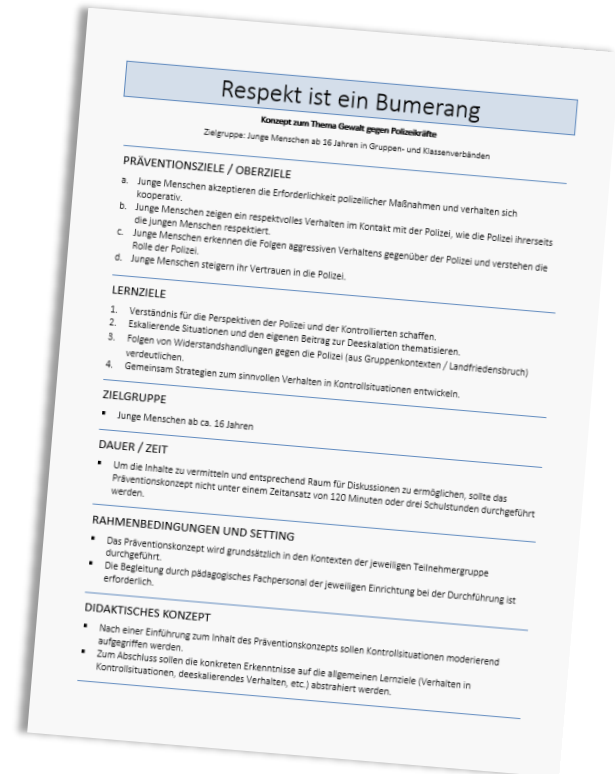 Respekt ist ein Bumerang
Konzept zum Thema Gewalt gegen Polizeikräfte
Zielgruppe: Junge Menschen ab 16 Jahren in Gruppen- und Klassenverbänden
PRÄVENTIONSZIELE / OBERZIELE
a. Junge Menschen akzeptieren die Erforderlichkeit polizeilicher Maßnahmen und verhalten sich
kooperativ.
b. Junge Menschen zeigen ein respektvolles Verhalten im Kontakt mit der Polizei, wie die Polizei ihrerseits
die jungen Menschen respektiert.
c. Junge Menschen erkennen die Folgen aggressiven Verhaltens gegenüber der Polizei und verstehen die
Rolle der Polizei.
d. Junge Menschen steigern ihr Vertrauen in die Polizei.
LERNZIELE
1. Verständnis für die Perspektiven der Polizei und der Kontrollierten schaffen.
2. Eskalierende Situationen und den eigenen Beitrag zur Deeskalation thematisieren.
3. Folgen von Widerstandshandlungen gegen die Polizei (aus Gruppenkontexten / Landfriedensbruch)
verdeutlichen.
4. Gemeinsam Strategien zum sinnvollen Verhalten in Kontrollsituationen entwickeln.
ZIELGRUPPE
▪ Junge Menschen ab ca. 16 Jahren
DAUER / ZEIT
▪ Um die Inhalte zu vermitteln und entsprechend Raum für Diskussionen zu ermöglichen, sollte das
Präventionskonzept nicht unter einem Zeitansatz von 120 Minuten oder drei Schulstunden durchgeführt
werden.
RAHMENBEDINGUNGEN UND SETTING
▪ Das Präventionskonzept wird grundsätzlich in den Kontexten der jeweiligen Teilnehmergruppe
durchgeführt.
▪ Die Begleitung durch pädagogisches Fachpersonal der jeweiligen Einrichtung bei der Durchführung ist
erforderlich.
DIDAKTISCHES KONZEPT
▪ Nach einer Einführung zum Inhalt des Präventionskonzepts sollen Kontrollsituationen moderierend
aufgegriffen werden.
▪ Zum Abschluss sollen die konkreten Erkenntnisse auf die allgemeinen Lernziele (Verhalten in
Kontrollsituationen, deeskalierendes Verhalten, etc.) abstrahiert werden.